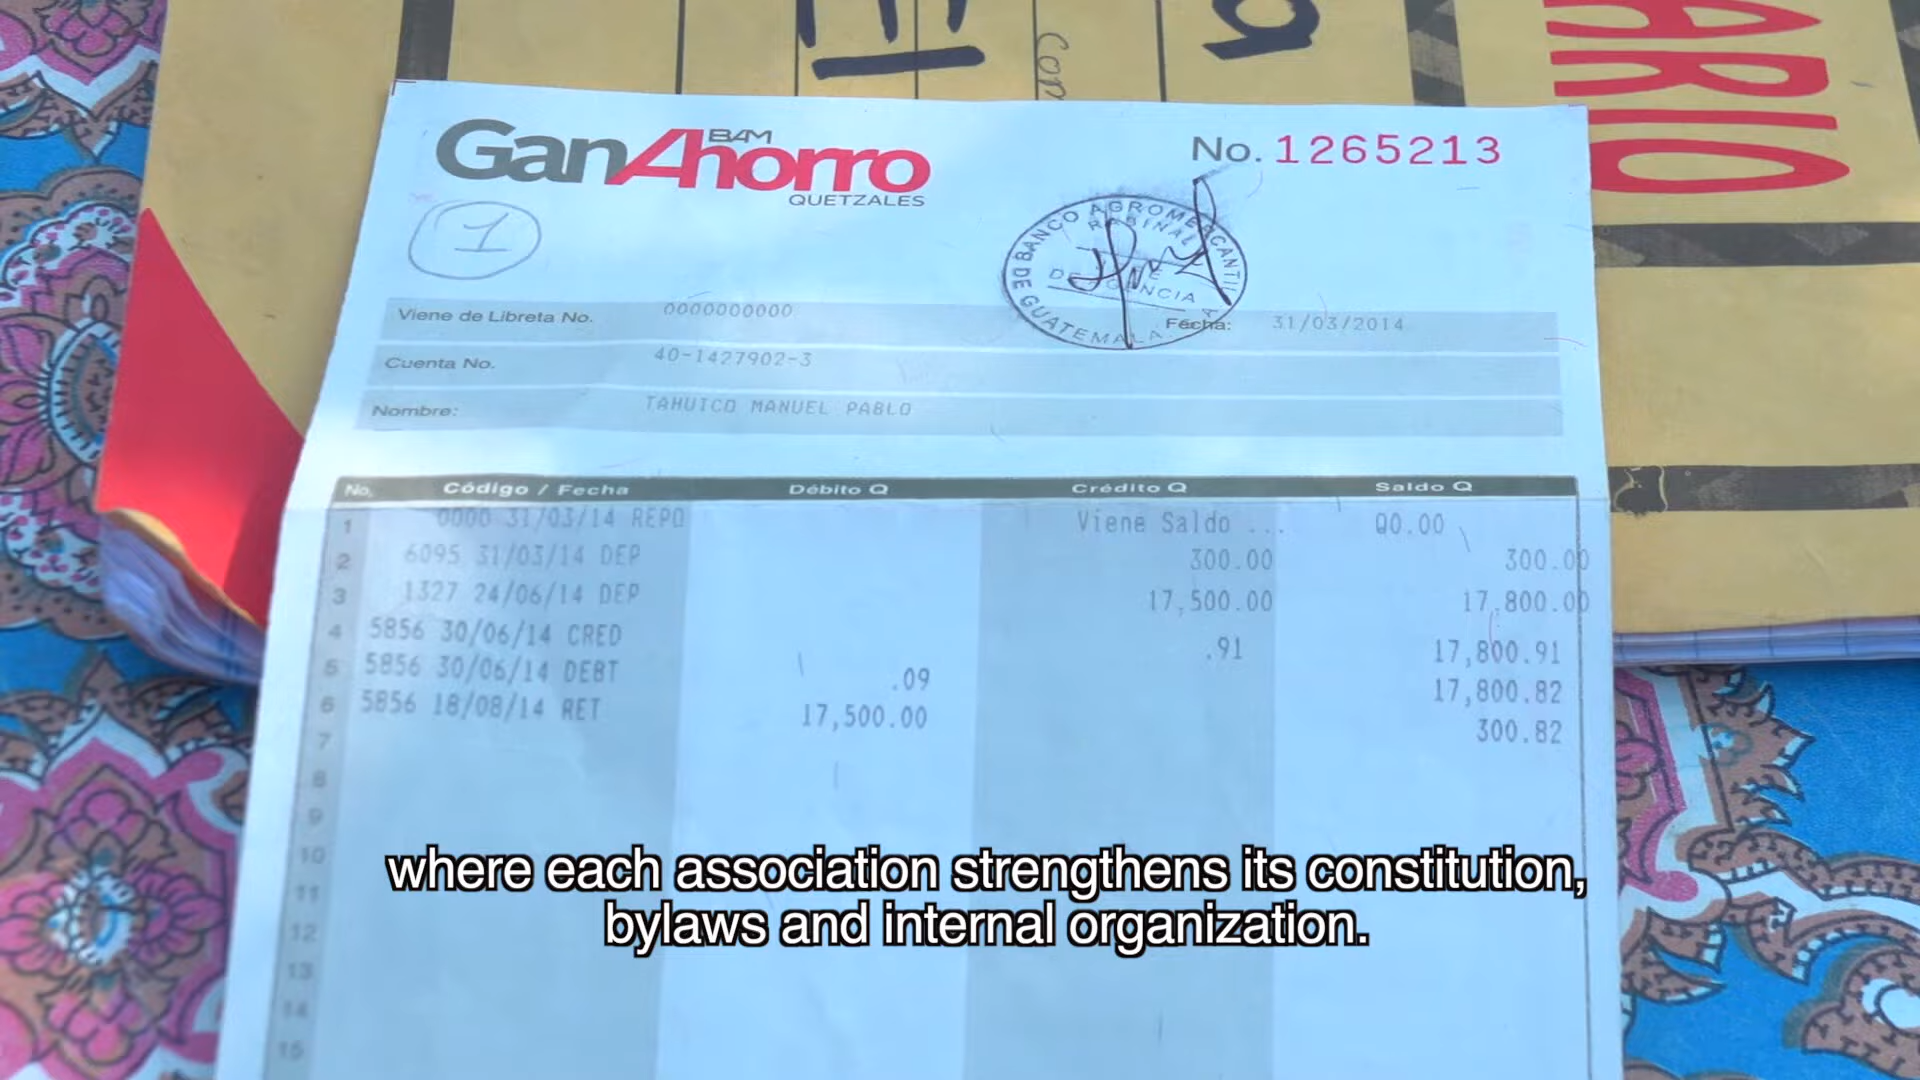 ARIO
Con
BAM
GanAhorro
QUETZALES
No. 1265213
1
BANCO AGROMERCANTIL
DE GUATEMALA
RABINAL
AGENCIA
Viene de Libreta No. 0000000000 Fecha: 31/03/2014
Cuenta No. 40-1427902-3
Nombre: TAHUICO MANUEL PABLO
No. Código / Fecha Débito Q Crédito Q Saldo Q
1 0000 31/03/14 REPO Viene Saldo ... Q0.00
2 6095 31/03/14 DEP 300.00 300.00
3 1327 24/06/14 DEP 17,500.00 17,800.00
4 5856 30/06/14 CRED .91 17,800.91
5 5856 30/06/14 DEBT .09 17,800.82
6 5856 18/08/14 RET 17,500.00 300.82
7
8
9
10
11
12
13
14
15
where each association strengthens its constitution,
bylaws and internal organization.